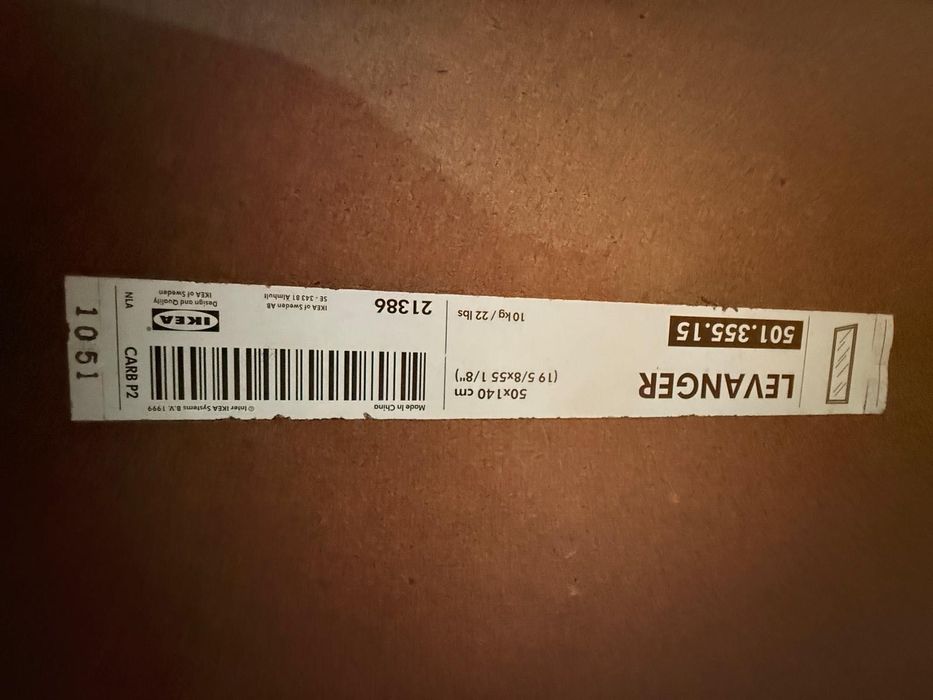 LEVANGER
501.355.15
50x140 cm
(19 5/8x55 1/8")
10kg / 22 lbs
Made in China
© Inter IKEA Systems B.V. 1999
21386
IKEA of Sweden AB
SE - 343 81 Älmhult
IKEA®
Design and Quality
IKEA of Sweden
CARB P2
NLA
1051